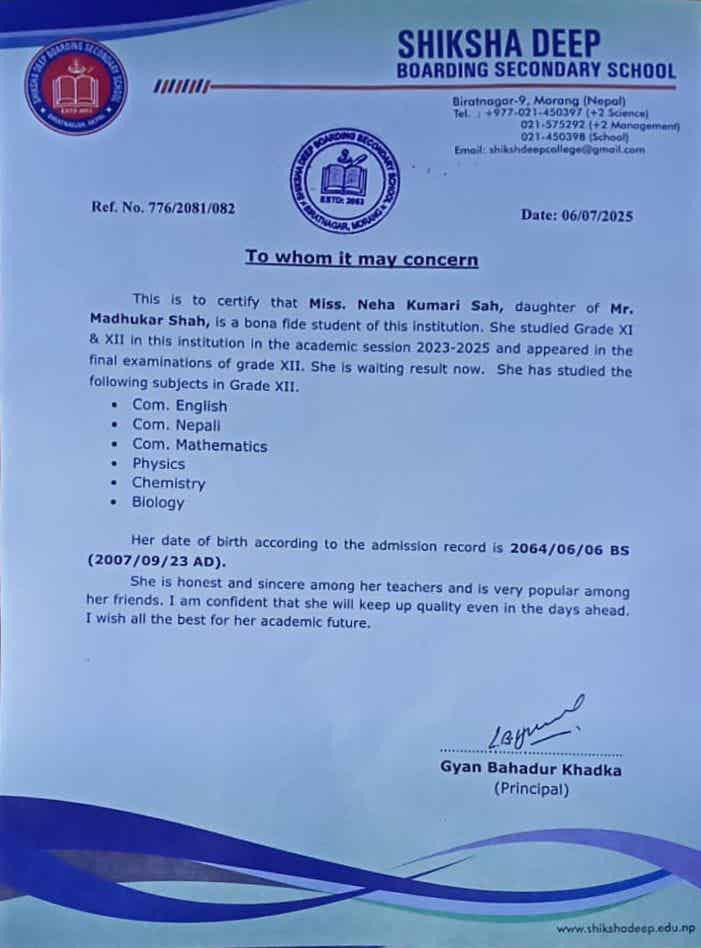 SHIKSHA DEEP
BOARDING SECONDARY SCHOOL
SHIKSHA DEEP BOARDING SECONDARY SCHOOL
ESTD: 2053
BIRATNAGAR, NEPAL
Biratnagar-9, Morang (Nepal)
Tel. : +977-021-450397 (+2 Science)
021-575292 (+2 Management)
021-450398 (School)
Email: shikshdeepcollege@gmail.com
SHIKSHA DEEP BOARDING SECONDARY SCHOOL
ESTD: 2053
BIRATNAGAR, MORANG
Ref. No. 776/2081/082
Date: 06/07/2025
To whom it may concern
This is to certify that Miss. Neha Kumari Sah, daughter of Mr.
Madhukar Shah, is a bona fide student of this institution. She studied Grade XI
& XII in this institution in the academic session 2023-2025 and appeared in the
final examinations of grade XII. She is waiting result now. She has studied the
following subjects in Grade XII.
• Com. English
• Com. Nepali
• Com. Mathematics
• Physics
• Chemistry
• Biology
Her date of birth according to the admission record is 2064/06/06 BS
(2007/09/23 AD).
She is honest and sincere among her teachers and is very popular among
her friends. I am confident that she will keep up quality even in the days ahead.
I wish all the best for her academic future.
Gyan Bahadur Khadka
(Principal)
www.shikshadeep.edu.np